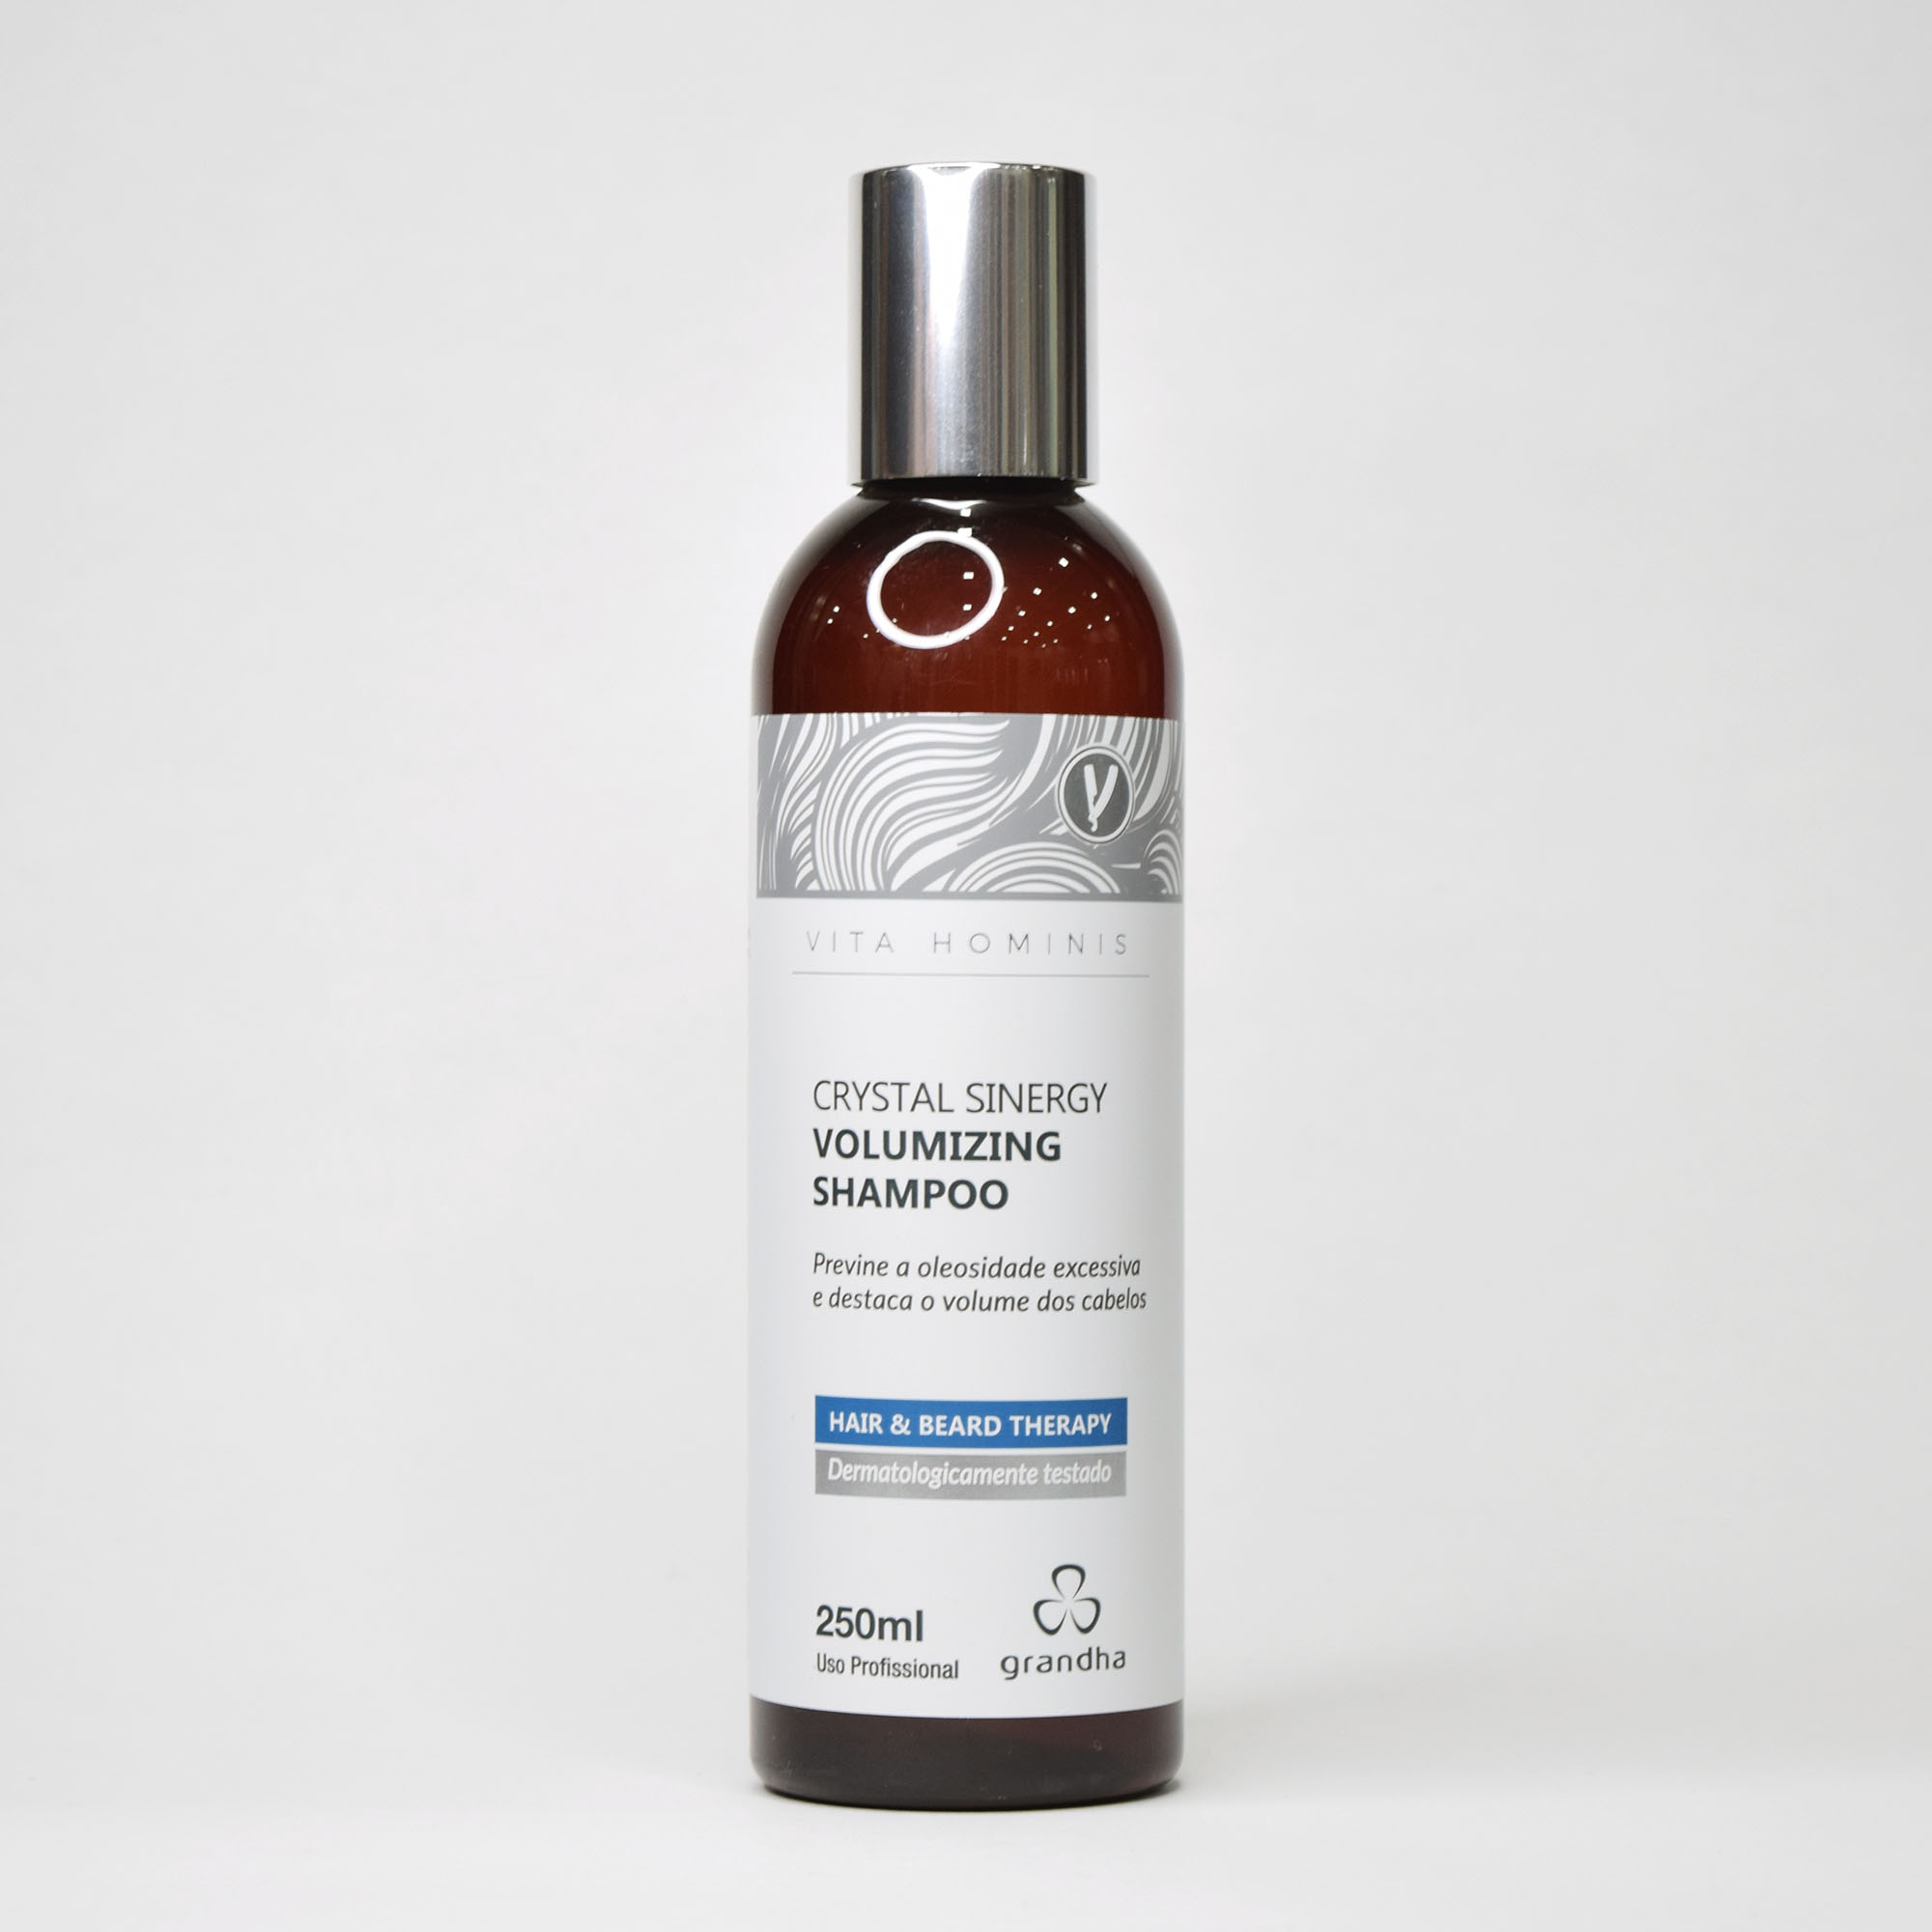 VITA HOMINIS
CRYSTAL SINERGY
VOLUMIZING
SHAMPOO
Previne a oleosidade excessiva
e destaca o volume dos cabelos
HAIR & BEARD THERAPY
Dermatologicamente testado
250ml
Uso Profissional
grandha